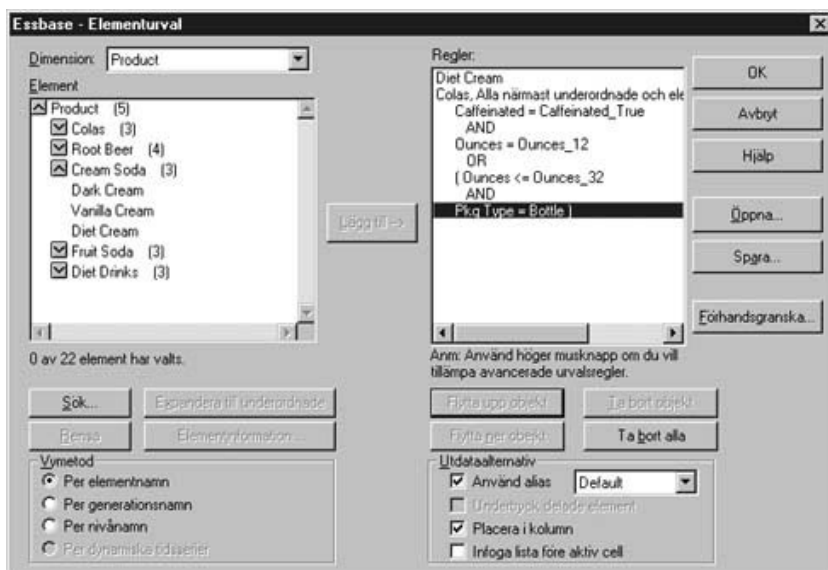 Essbase - Elementurval
Dimension: Product
Element
Product (5)
Colas (3)
Root Beer (4)
Cream Soda (3)
Dark Cream
Vanilla Cream
Diet Cream
Fruit Soda (3)
Diet Drinks (3)
0 av 22 element har valts.
Sök...
Expandera till underordnade
Rensa
Elementinformation...
Vymetod
Per elementnamn
Per generationsnamn
Per nivånamn
Per dynamiska tidsserier
Lägg till -->
Regler:
Diet Cream
Colas, Alla närmast underordnade och ele
Caffeinated = Caffeinated_True
AND
Ounces = Ounces_12
OR
( Ounces <= Ounces_32
AND
Pkg Type = Bottle )
Anm: Använd höger musknapp om du vill
tillämpa avancerade urvalsregler.
Flytta upp objekt
Ta bort objekt
Flytta ner objekt
Ta bort alla
Utdataalternativ
Använd alias
Default
Undertryck delade element
Placera i kolumn
Infoga lista före aktiv cell
OK
Avbryt
Hjälp
Öppna...
Spara...
Förhandsgranska...